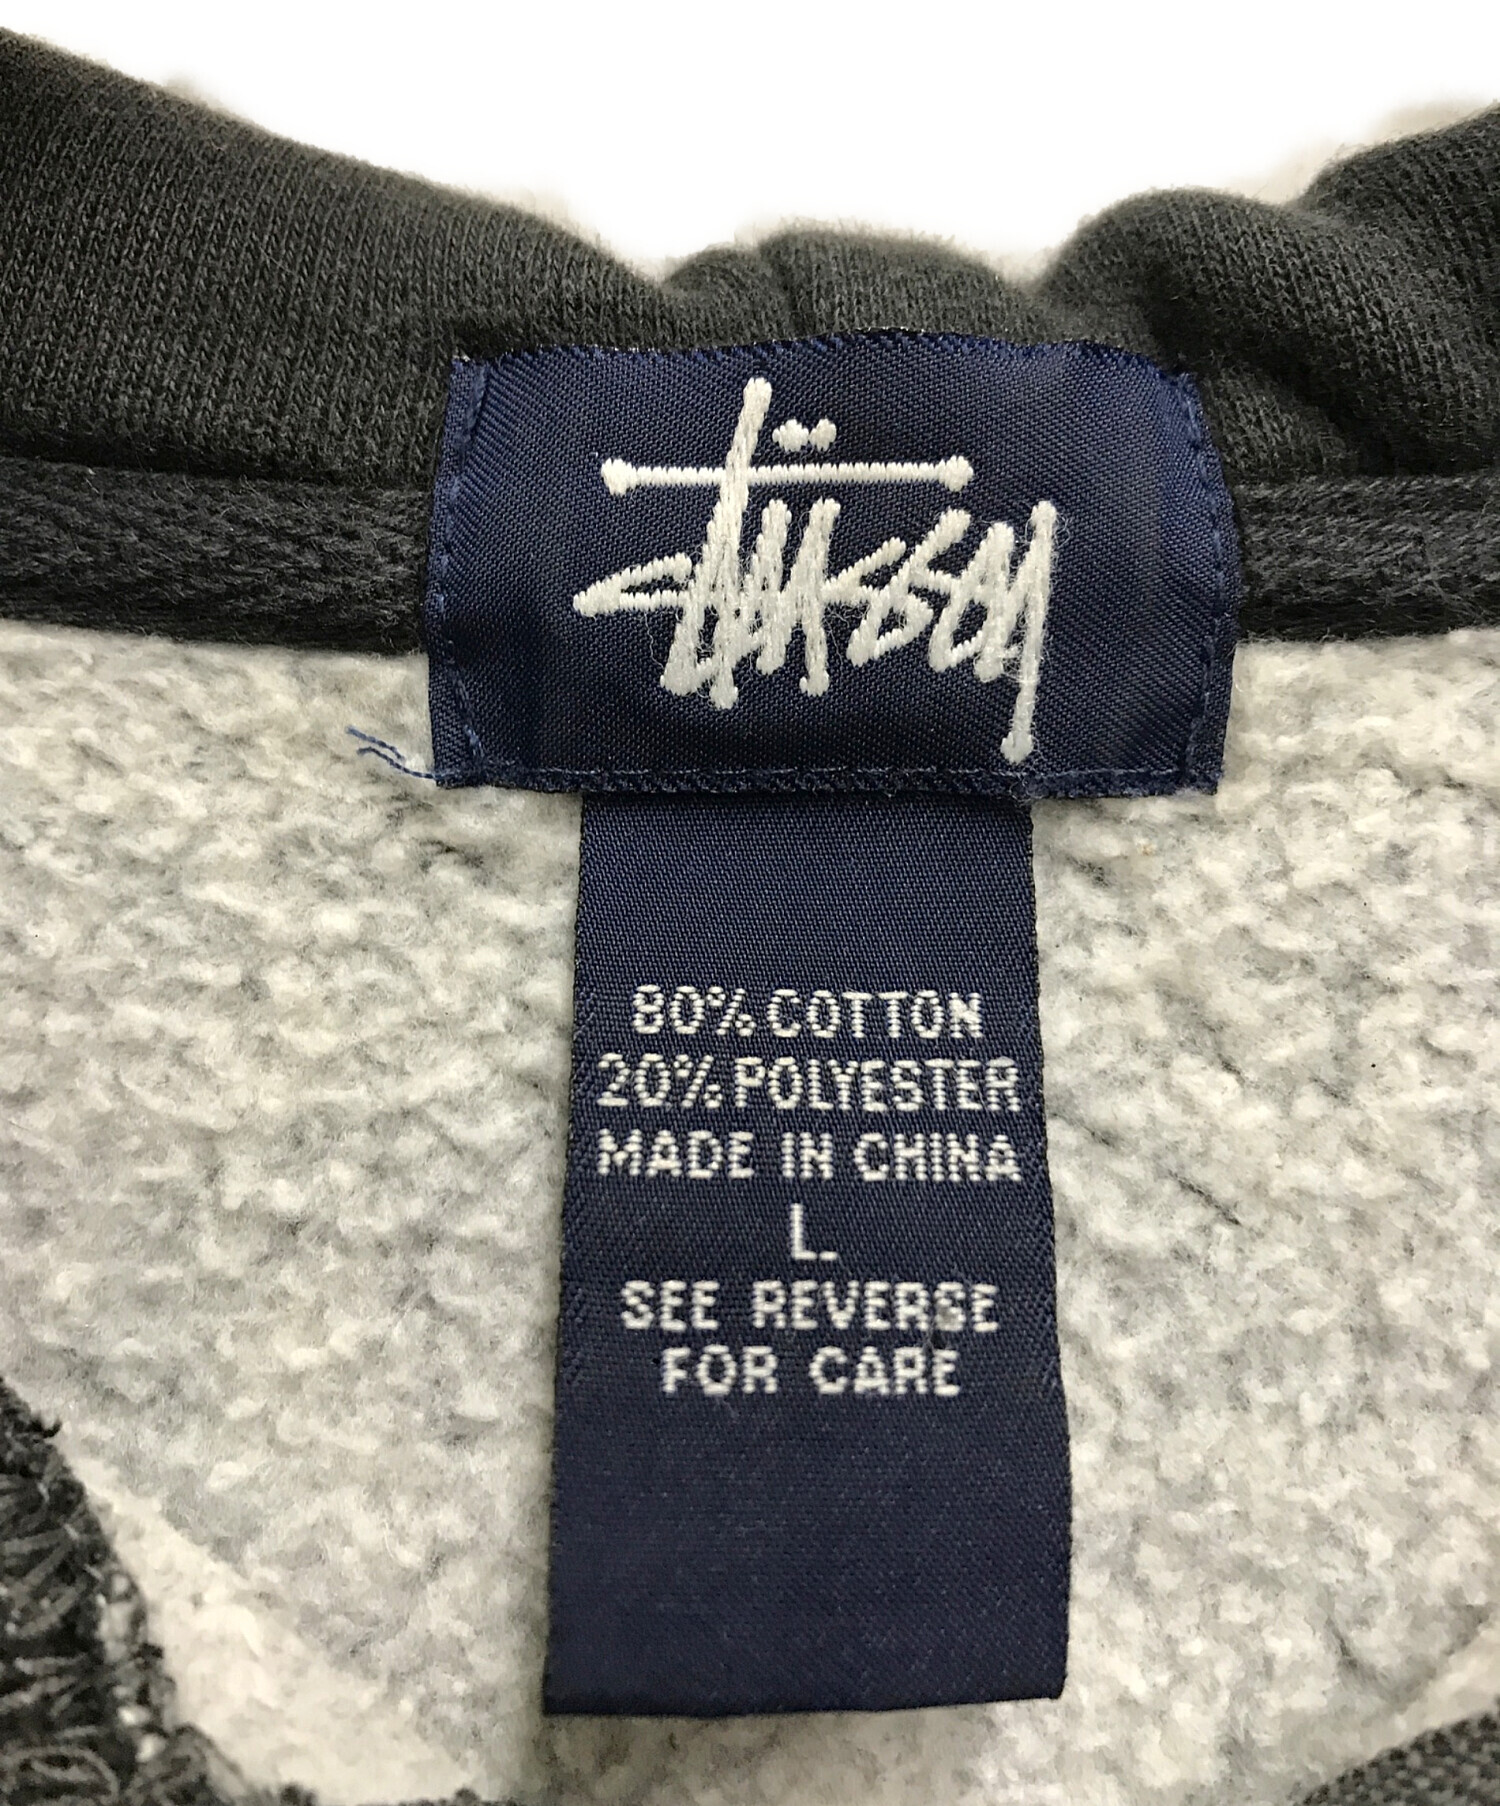 Stüssy
80% COTTON
20% POLYESTER
MADE IN CHINA
L.
SEE REVERSE
FOR CARE